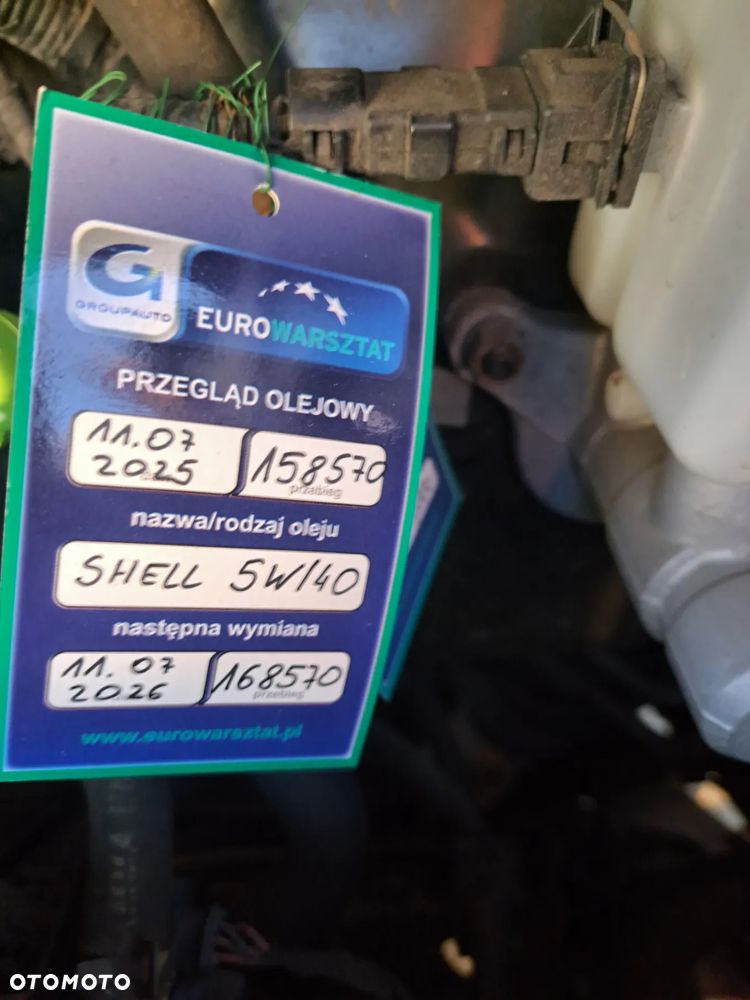 G
GROUPAUTO
EUROWARSZTAT
PRZEGLĄD OLEJOWY
11.07
2025
158570
przebieg
nazwa/rodzaj oleju
SHELL 5W/40
następna wymiana
11.07
2026
168570
przebieg
www.eurowarsztat.pl
OTOMOTO